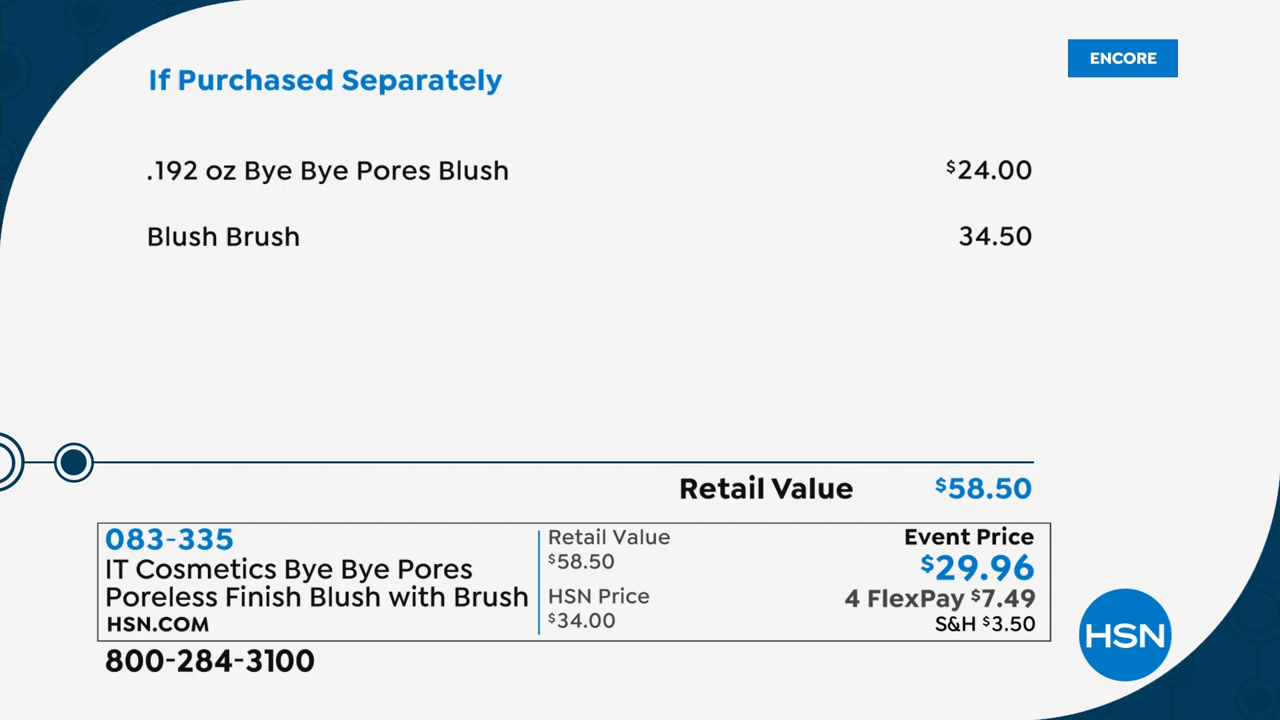 ENCORE
If Purchased Separately
.192 oz Bye Bye Pores Blush $24.00
Blush Brush 34.50
Retail Value $58.50
083-335
IT Cosmetics Bye Bye Pores
Poreless Finish Blush with Brush
HSN.COM
Retail Value
$58.50
HSN Price
$34.00
Event Price
$29.96
4 FlexPay $7.49
S&H $3.50
800-284-3100
HSN